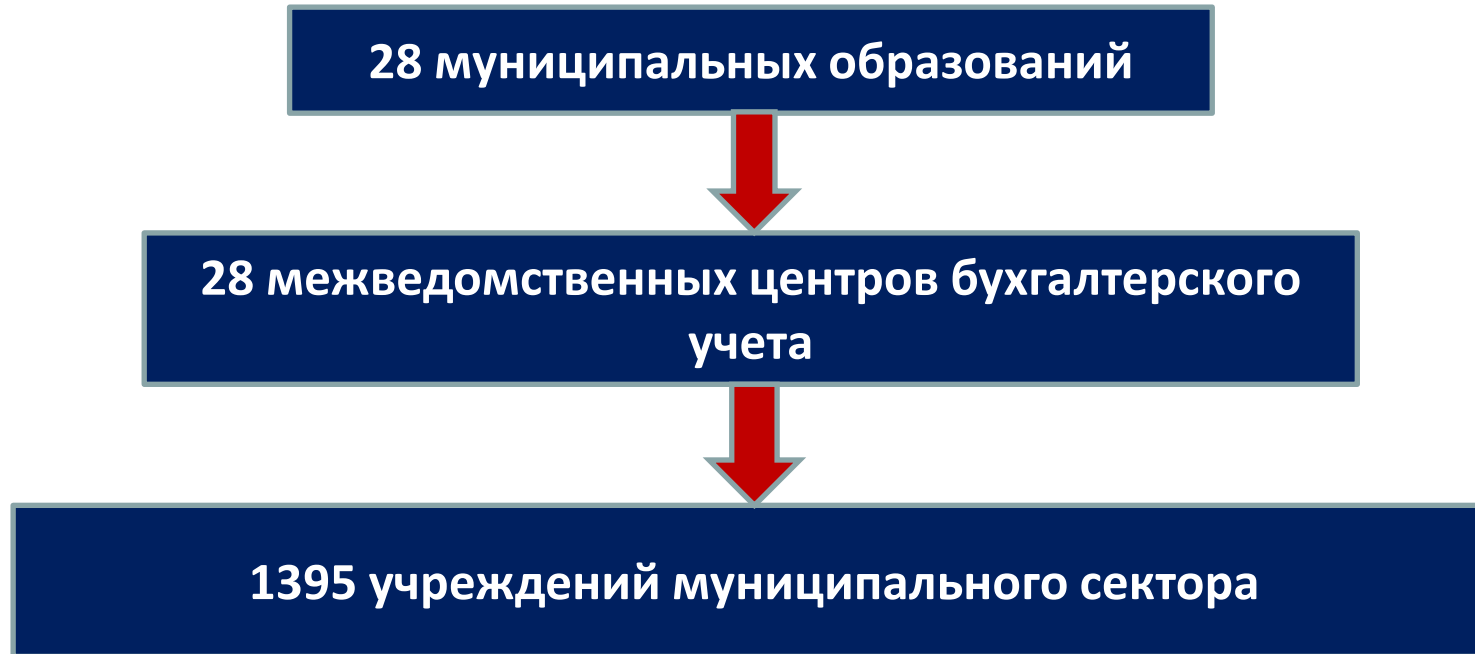 28 муниципальных образований
28 межведомственных центров бухгалтерского
учета
1395 учреждений муниципального сектора